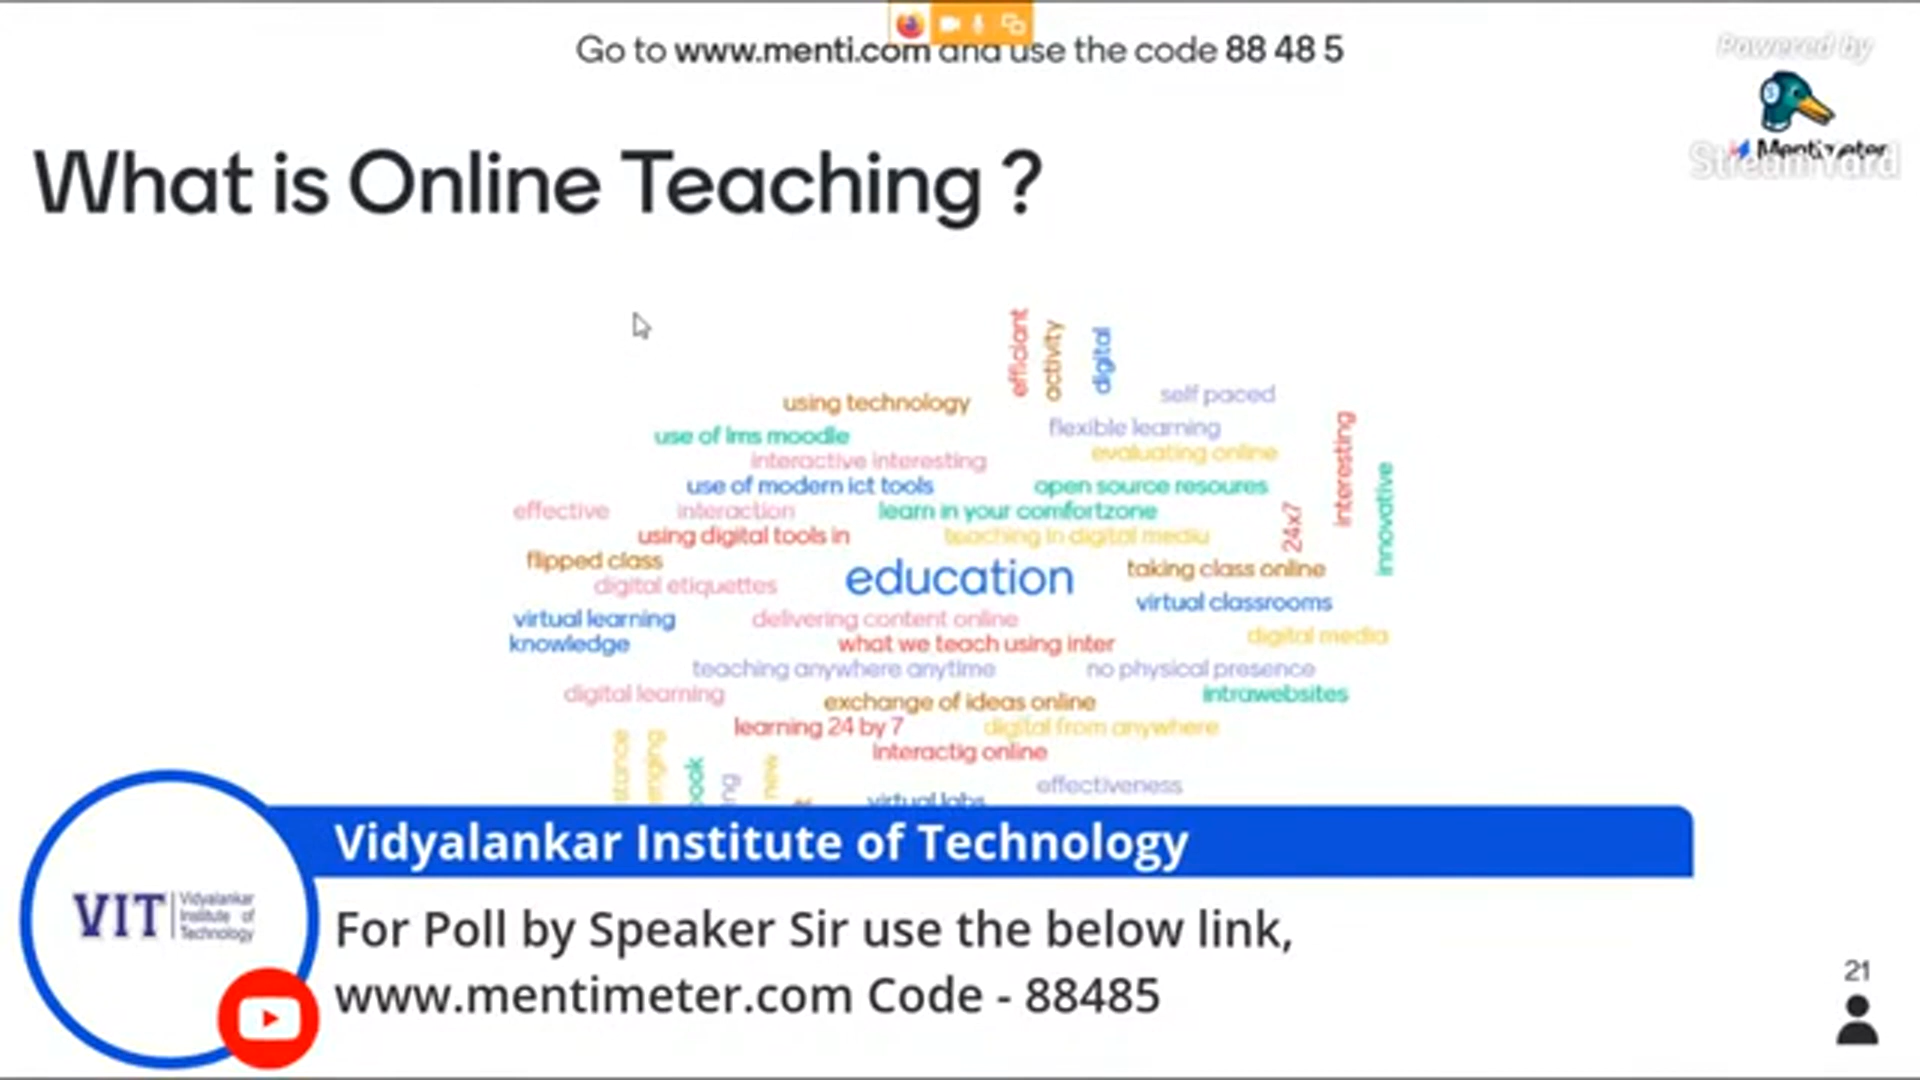 Go to www.menti.com and use the code 88 48 5
Powered by
Mentimeter
StreamYard
What is Online Teaching ?
efficiant
activity
digital
using technology
self paced
use of lms moodle
flexible learning
interactive interesting
evaluating online
interesting
use of modern ict tools
open source resoures
innovative
effective
interaction
learn in your comfortzone
24x7
using digital tools in
teaching in digital mediu
flipped class
education
taking class online
digital etiquettes
virtual classrooms
virtual learning
delivering content online
digital media
knowledge
what we teach using inter
teaching anywhere anytime
no physical presence
digital learning
exchange of ideas online
intrawebsites
learning 24 by 7
digital from anywhere
Interactig online
new
effectiveness
virtual labs
Vidyalankar Institute of Technology
VIT
Vidyalankar
Institute of
Technology
For Poll by Speaker Sir use the below link,
www.mentimeter.com Code - 88485
21